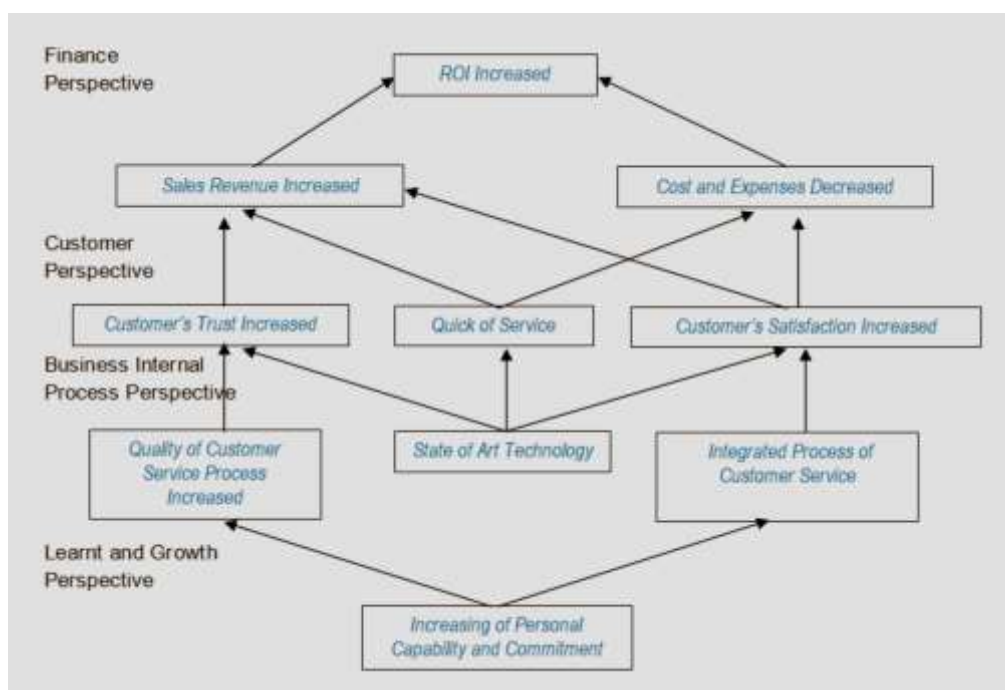 Finance
Perspective
ROI Increased
Sales Revenue Increased
Cost and Expenses Decreased
Customer
Perspective
Customer's Trust Increased
Quick of Service
Customer's Satisfaction Increased
Business Internal
Process Perspective
Quality of Customer
Service Process
Increased
State of Art Technology
Integrated Process of
Customer Service
Learnt and Growth
Perspective
Increasing of Personal
Capability and Commitment